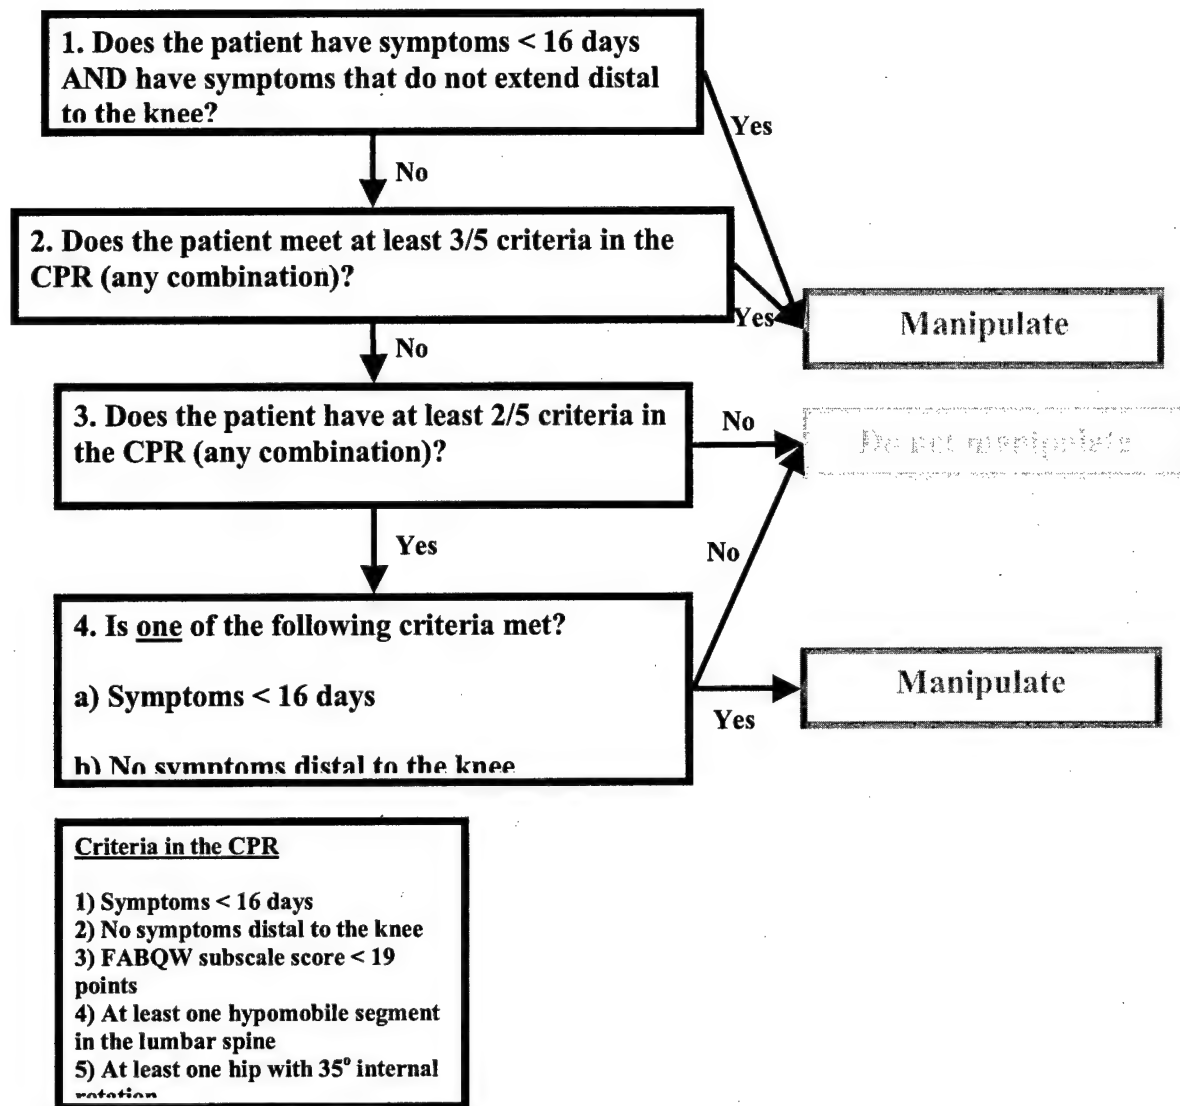 1. Does the patient have symptoms < 16 days
AND have symptoms that do not extend distal
to the knee?
Yes
No
2. Does the patient meet at least 3/5 criteria in the
CPR (any combination)?
Yes
Manipulate
No
3. Does the patient have at least 2/5 criteria in
the CPR (any combination)?
No
Do not manipulate
Yes
No
4. Is one of the following criteria met?
a) Symptoms < 16 days
b) No symptoms distal to the knee
Yes
Manipulate
Criteria in the CPR
1) Symptoms < 16 days
2) No symptoms distal to the knee
3) FABQW subscale score < 19
points
4) At least one hypomobile segment
in the lumbar spine
5) At least one hip with 35º internal
rotation